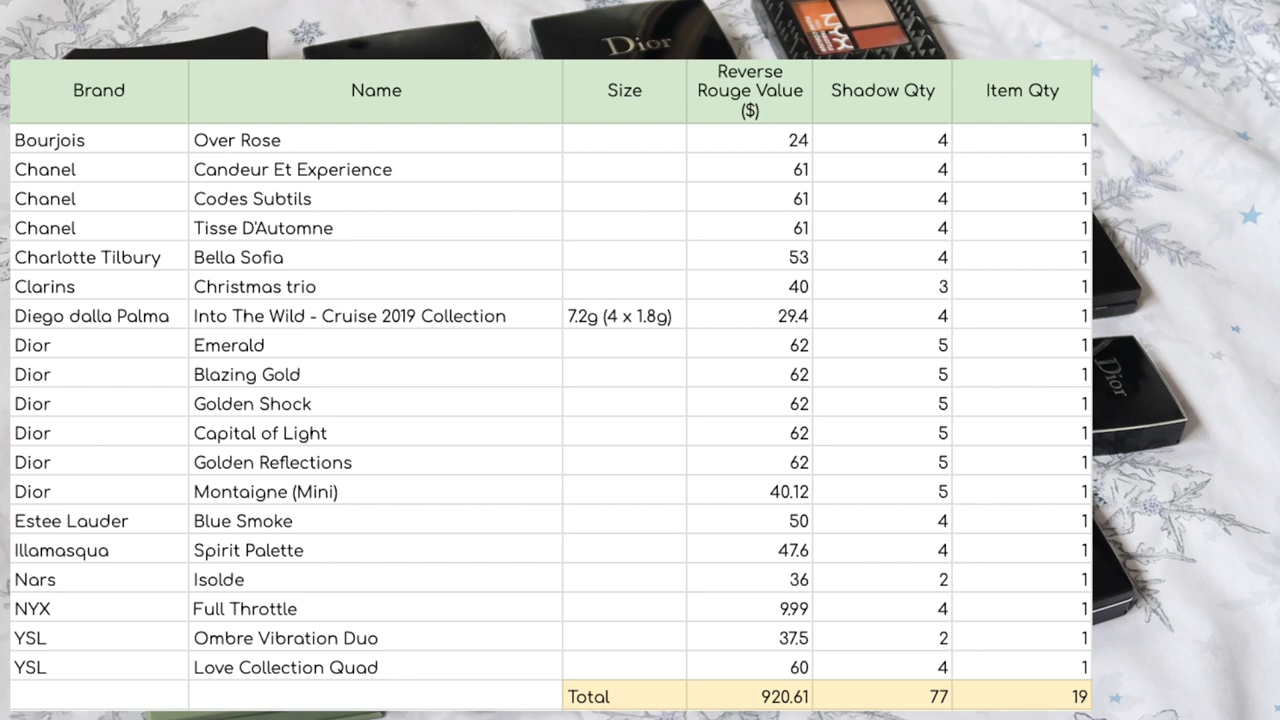 Dior
NYX
Brand Name Size Reverse Rouge Value ($) Shadow Qty Item Qty
Bourjois Over Rose 24 4 1
Chanel Candeur Et Experience 61 4 1
Chanel Codes Subtils 61 4 1
Chanel Tisse D'Automne 61 4 1
Charlotte Tilbury Bella Sofia 53 4 1
Clarins Christmas trio 40 3 1
Diego dalla Palma Into The Wild - Cruise 2019 Collection 7.2g (4 x 1.8g) 29.4 4 1
Dior Emerald 62 5 1
Dior Blazing Gold 62 5 1
Dior Golden Shock 62 5 1
Dior Capital of Light 62 5 1
Dior Golden Reflections 62 5 1
Dior Montaigne (Mini) 40.12 5 1
Estee Lauder Blue Smoke 50 4 1
Illamasqua Spirit Palette 47.6 4 1
Nars Isolde 36 2 1
NYX Full Throttle 9.99 4 1
YSL Ombre Vibration Duo 37.5 2 1
YSL Love Collection Quad 60 4 1
Total 920.61 77 19
Dior